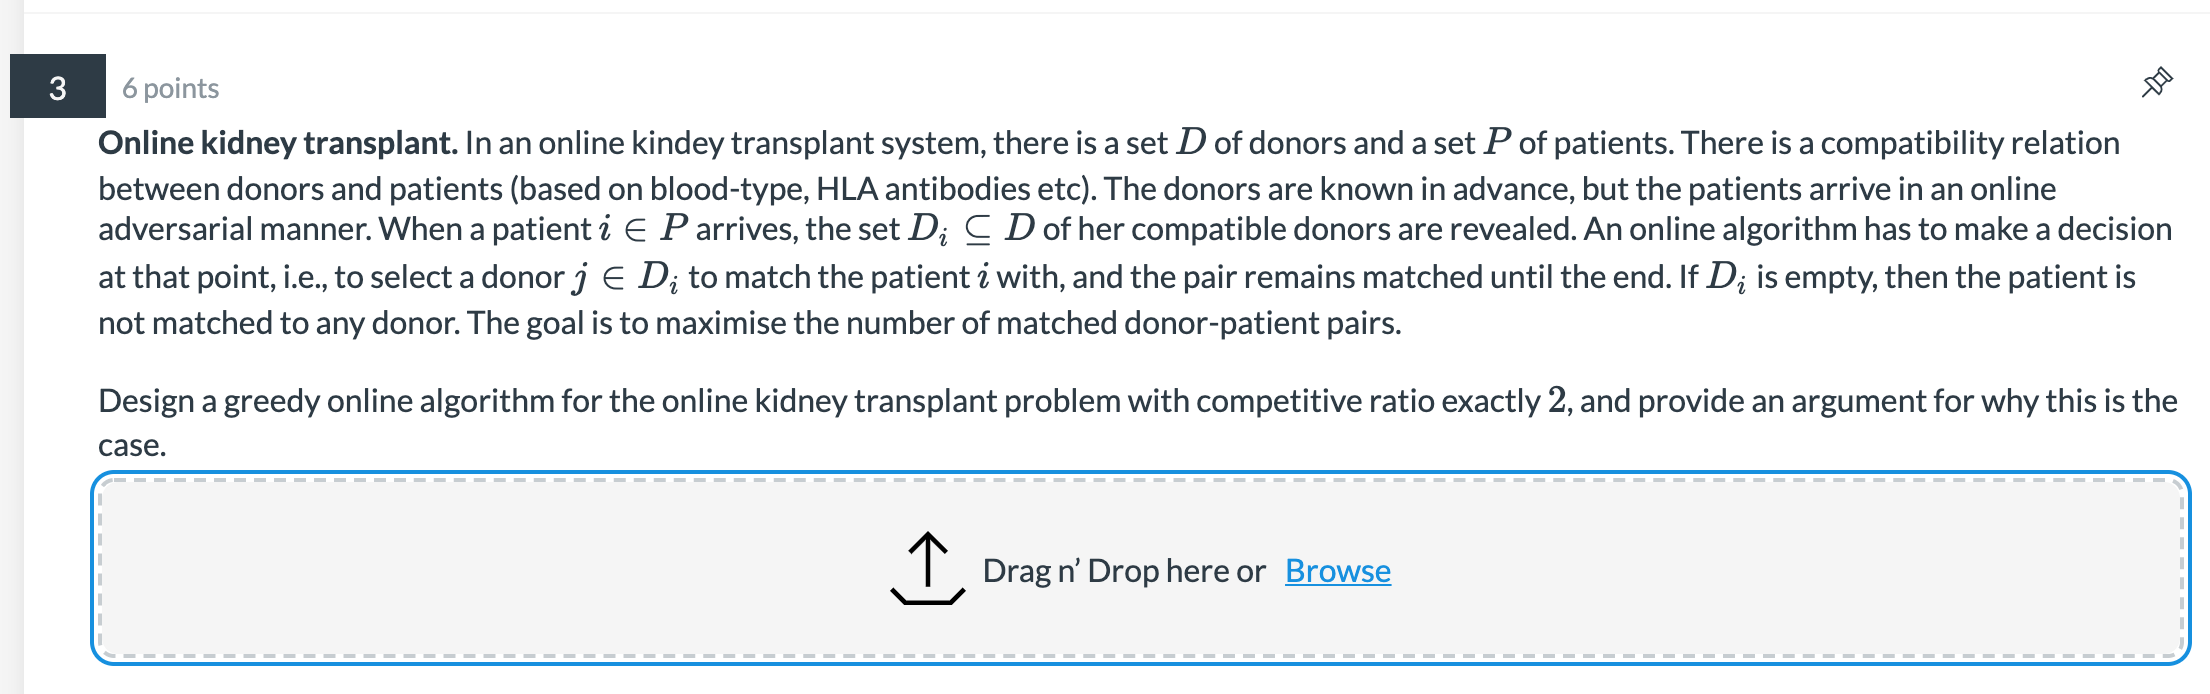 3 6 points
Online kidney transplant. In an online kindey transplant system, there is a set D of donors and a set P of patients. There is a compatibility relation
between donors and patients (based on blood-type, HLA antibodies etc). The donors are known in advance, but the patients arrive in an online
adversarial manner. When a patient i ∈ P arrives, the set Dᵢ ⊆ D of her compatible donors are revealed. An online algorithm has to make a decision
at that point, i.e., to select a donor j ∈ Dᵢ to match the patient i with, and the pair remains matched until the end. If Dᵢ is empty, then the patient is
not matched to any donor. The goal is to maximise the number of matched donor-patient pairs.
Design a greedy online algorithm for the online kidney transplant problem with competitive ratio exactly 2, and provide an argument for why this is the
case.
Drag n' Drop here or Browse